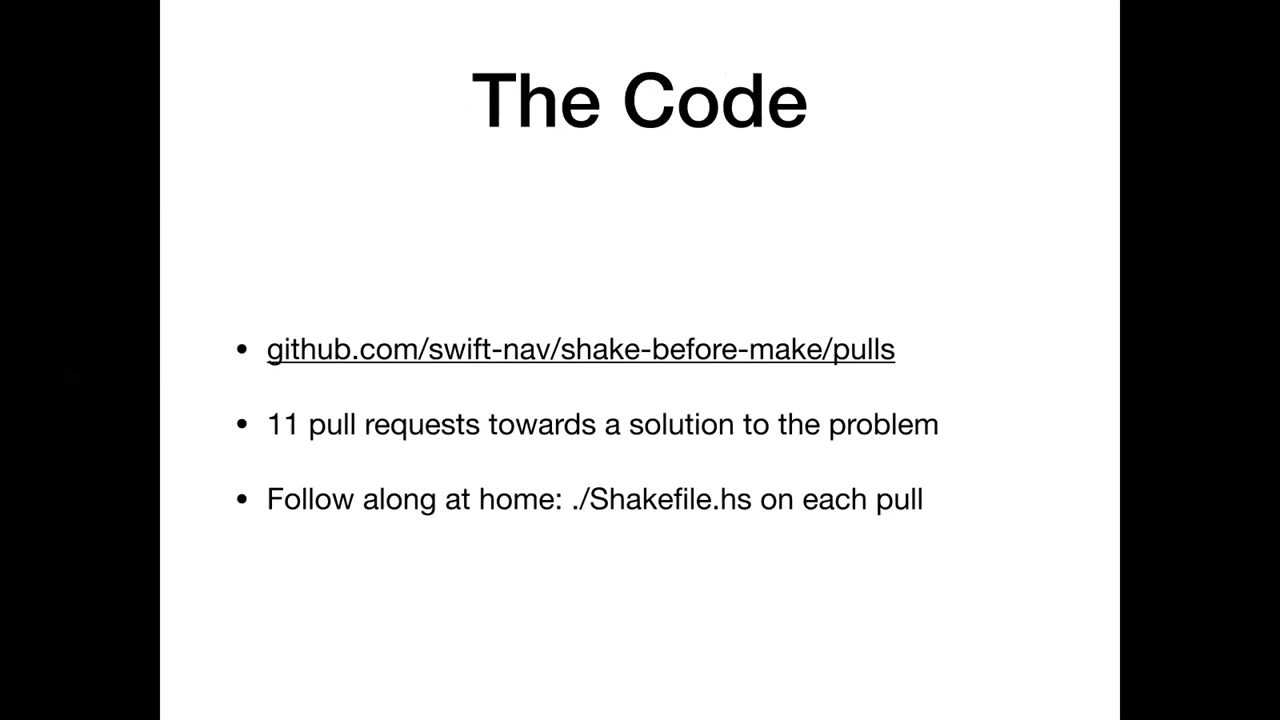 The Code
• github.com/swift-nav/shake-before-make/pulls
• 11 pull requests towards a solution to the problem
• Follow along at home: ./Shakefile.hs on each pull